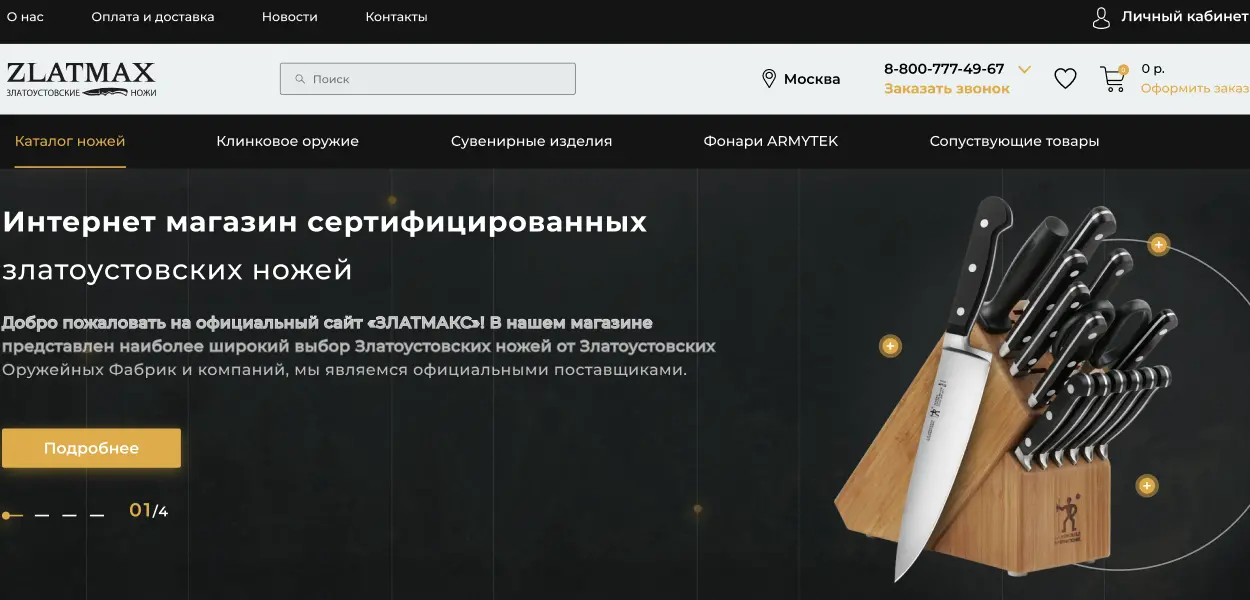 О нас
Оплата и доставка
Новости
Контакты
Личный кабинет
ZLATMAX
ЗЛАТОУСТОВСКИЕ НОЖИ
Поиск
Москва
8-800-777-49-67
Заказать звонок
0
0 р.
Оформить заказ
Каталог ножей
Клинковое оружие
Сувенирные изделия
Фонари ARMYTEK
Сопуствующие товары
Интернет магазин сертифицированных
златоустовских ножей
Добро пожаловать на официальный сайт «ЗЛАТМАКС»! В нашем магазине
представлен наиболее широкий выбор Златоустовских ножей от Златоустовских
Оружейных Фабрик и компаний, мы являемся официальными поставщиками.
Подробнее
01/4